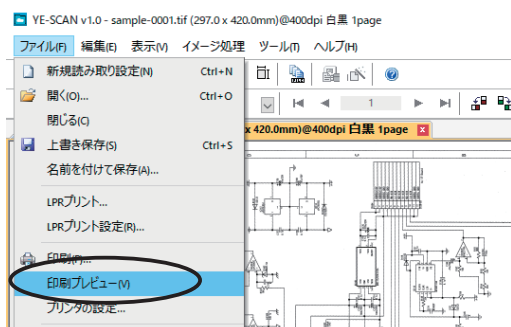 YE-SCAN v1.0 - sample-0001.tif (297.0 x 420.0mm)@400dpi 白黒 1page
ファイル(F) 編集(E) 表示(V) イメージ処理 ツール(T) ヘルプ(H)
新規読み取り設定(N) Ctrl+N
開く(O)... Ctrl+O
1
閉じる(C)
x 420.0mm)@400dpi 白黒 1page
上書き保存(S) Ctrl+S
名前を付けて保存(A)...
LPRプリント...
LPRプリント設定(R)...
印刷(P)...
印刷プレビュー(V)
プリンタの設定...